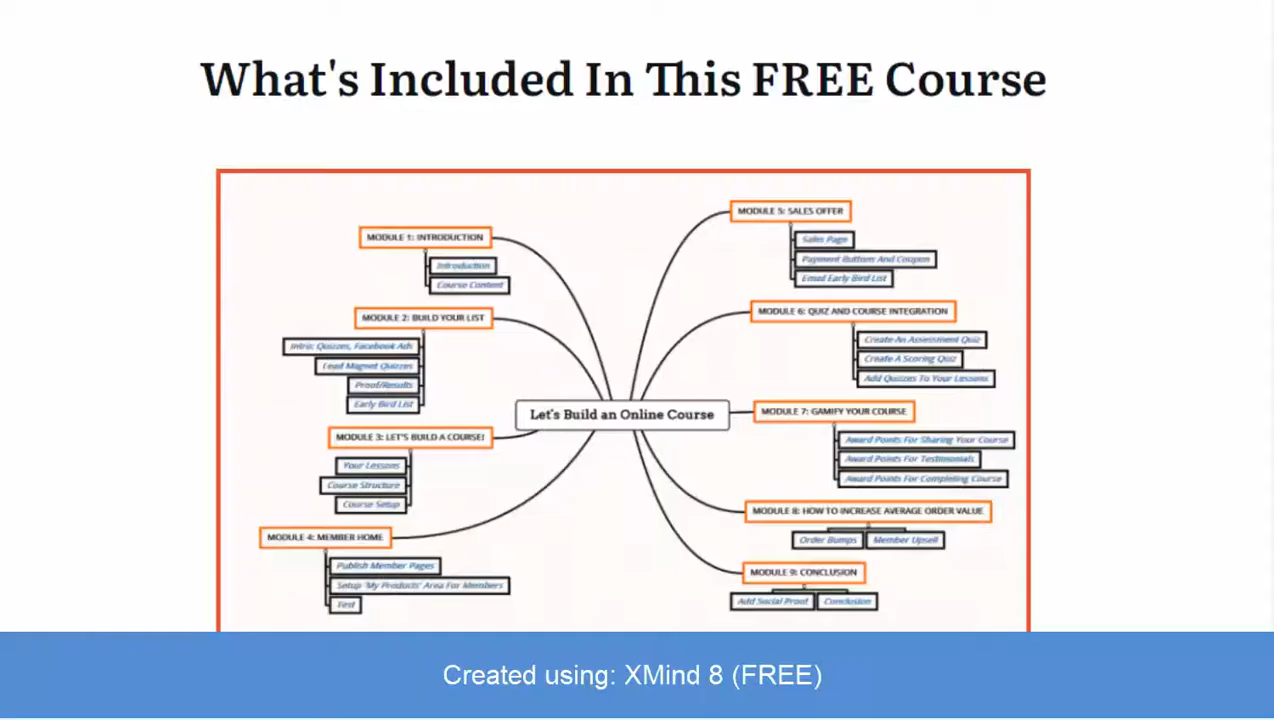 What's Included In This FREE Course
MODULE 1: INTRODUCTION
Introduction
Course Content
MODULE 2: BUILD YOUR LIST
Intro: Quizzes, Facebook Ads
Lead Magnet Quizzes
Proof/Results
Early Bird List
MODULE 3: LET'S BUILD A COURSE!
Your Lessons
Course Structure
Course Setup
MODULE 4: MEMBER HOME
Publish Member Pages
Setup 'My Products' Area For Members
Test
Let's Build an Online Course
MODULE 5: SALES OFFER
Sales Page
Payment Buttons And Coupon
Email Early Bird List
MODULE 6: QUIZ AND COURSE INTEGRATION
Create An Assessment Quiz
Create A Scoring Quiz
Add Quizzes To Your Lessons
MODULE 7: GAMIFY YOUR COURSE
Award Points For Sharing Your Course
Award Points For Testimonials
Award Points For Completing Course
MODULE 8: HOW TO INCREASE AVERAGE ORDER VALUE
Order Bumps
Member Upsell
MODULE 9: CONCLUSION
Add Social Proof
Conclusion
Created using: XMind 8 (FREE)